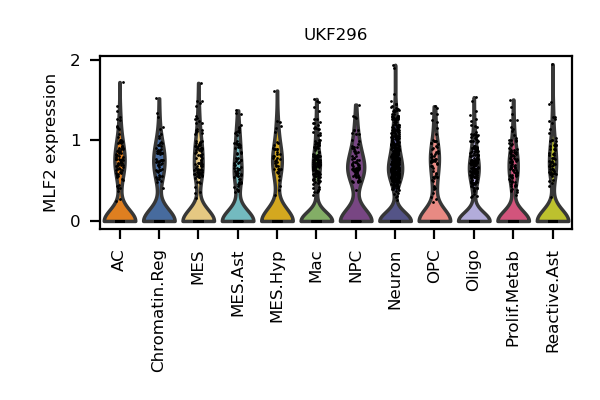 UKF296
MLF2 expression
2
1
0
AC
Chromatin.Reg
MES
MES.Ast
MES.Hyp
Mac
NPC
Neuron
OPC
Oligo
Prolif.Metab
Reactive.Ast